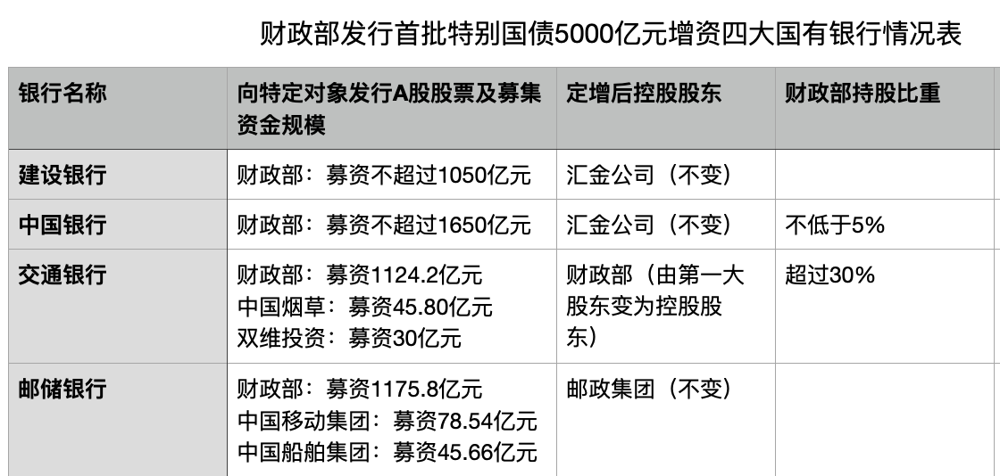 财政部发行首批特别国债5000亿元增资四大国有银行情况表
银行名称
向特定对象发行A股股票及募集
资金规模
定增后控股股东
财政部持股比重
建设银行
财政部：募资不超过1050亿元
汇金公司（不变）
中国银行
财政部：募资不超过1650亿元
汇金公司（不变）
不低于5%
交通银行
财政部：募资1124.2亿元
中国烟草：募资45.80亿元
双维投资：募资30亿元
财政部（由第一大
股东变为控股股
东）
超过30%
邮储银行
财政部：募资1175.8亿元
中国移动集团：募资78.54亿元
中国船舶集团：募资45.66亿元
邮政集团（不变）